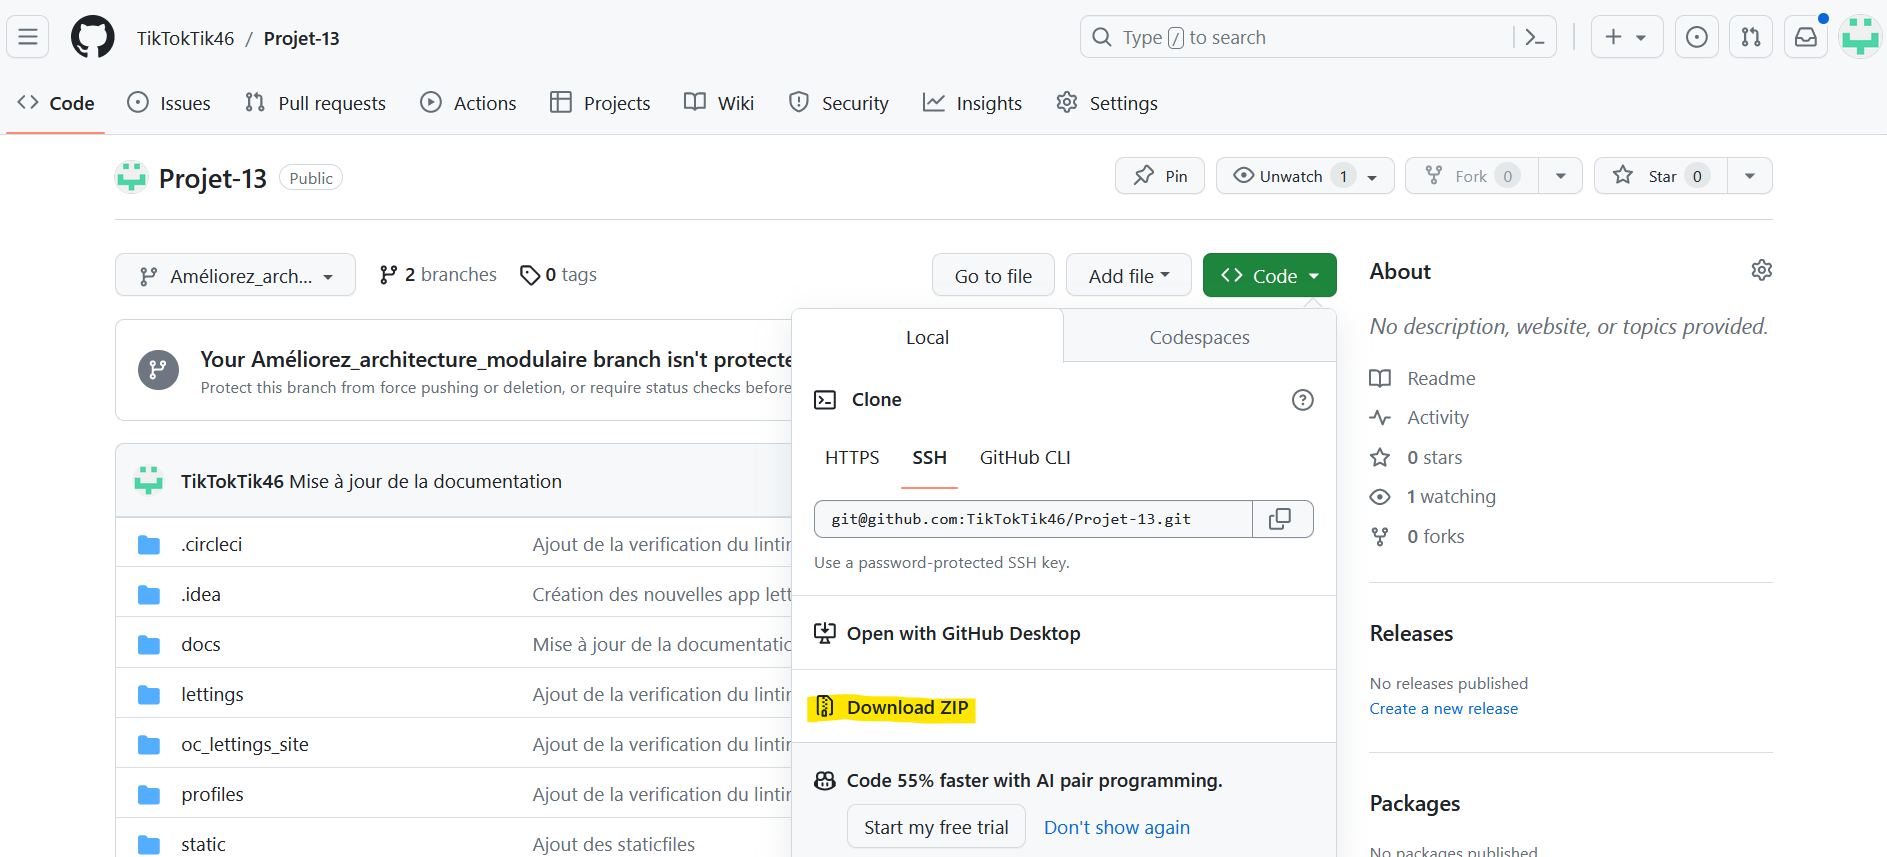 TikTokTik46 / Projet-13
Type / to search
Code Issues Pull requests Actions Projects Wiki Security Insights Settings
Projet-13 Public
Pin Unwatch 1 Fork 0 Star 0
Améliorez_arch... 2 branches 0 tags
Go to file Add file Code
Your Améliorez_architecture_modulaire branch isn't protecte
Protect this branch from force pushing or deletion, or require status checks before
TikTokTik46 Mise à jour de la documentation
.circleci Ajout de la verification du lintin
.idea Création des nouvelles app lett
docs Mise à jour de la documentatic
lettings Ajout de la verification du lintin
oc_lettings_site Ajout de la verification du lintin
profiles Ajout de la verification du lintin
static Ajout des staticfiles
Local Codespaces
Clone
HTTPS SSH GitHub CLI
git@github.com:TikTokTik46/Projet-13.git
Use a password-protected SSH key.
Open with GitHub Desktop
Download ZIP
Code 55% faster with AI pair programming.
Start my free trial Don't show again
About
No description, website, or topics provided.
Readme
Activity
0 stars
1 watching
0 forks
Releases
No releases published
Create a new release
Packages
No packages published